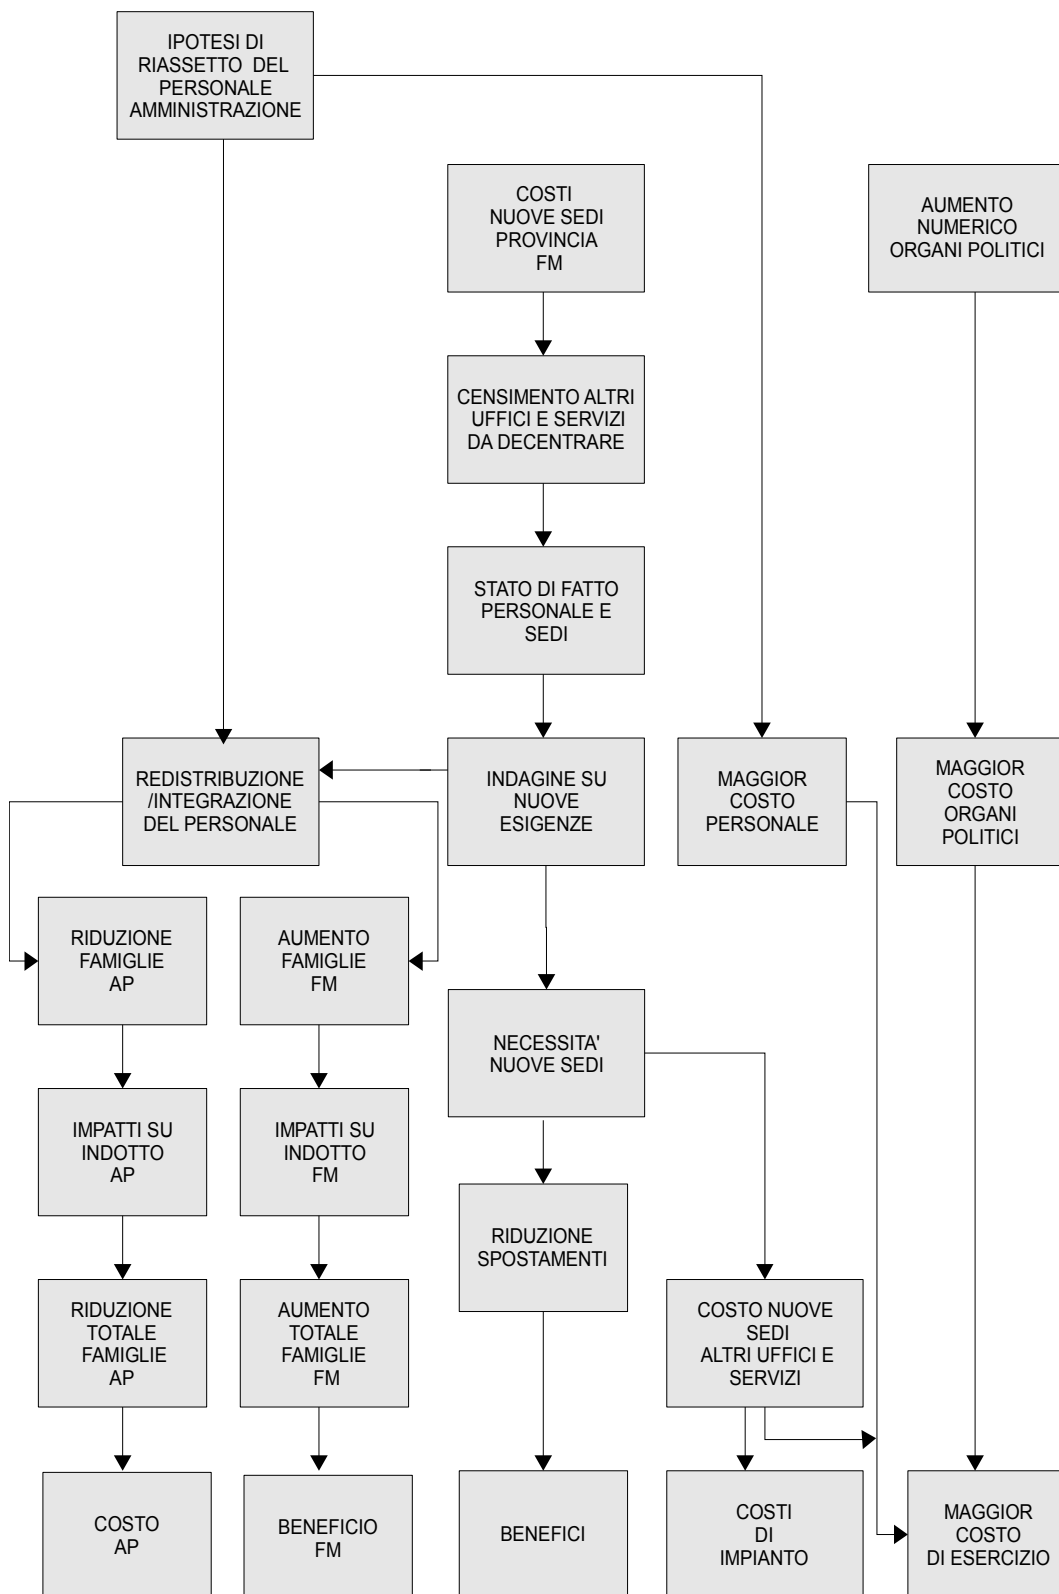 IPOTESI DI
RIASSETTO DEL
PERSONALE
AMMINISTRAZIONE
COSTI
NUOVE SEDI
PROVINCIA
FM
AUMENTO
NUMERICO
ORGANI POLITICI
CENSIMENTO ALTRI
UFFICI E SERVIZI
DA DECENTRARE
STATO DI FATTO
PERSONALE E
SEDI
REDISTRIBUZIONE
/INTEGRAZIONE
DEL PERSONALE
INDAGINE SU
NUOVE
ESIGENZE
MAGGIOR
COSTO
PERSONALE
MAGGIOR
COSTO
ORGANI
POLITICI
RIDUZIONE
FAMIGLIE
AP
AUMENTO
FAMIGLIE
FM
NECESSITA'
NUOVE SEDI
IMPATTI SU
INDOTTO
AP
IMPATTI SU
INDOTTO
FM
RIDUZIONE
SPOSTAMENTI
RIDUZIONE
TOTALE
FAMIGLIE
AP
AUMENTO
TOTALE
FAMIGLIE
FM
COSTO NUOVE
SEDI
ALTRI UFFICI E
SERVIZI
COSTO
AP
BENEFICIO
FM
BENEFICI
COSTI
DI
IMPIANTO
MAGGIOR
COSTO
DI ESERCIZIO